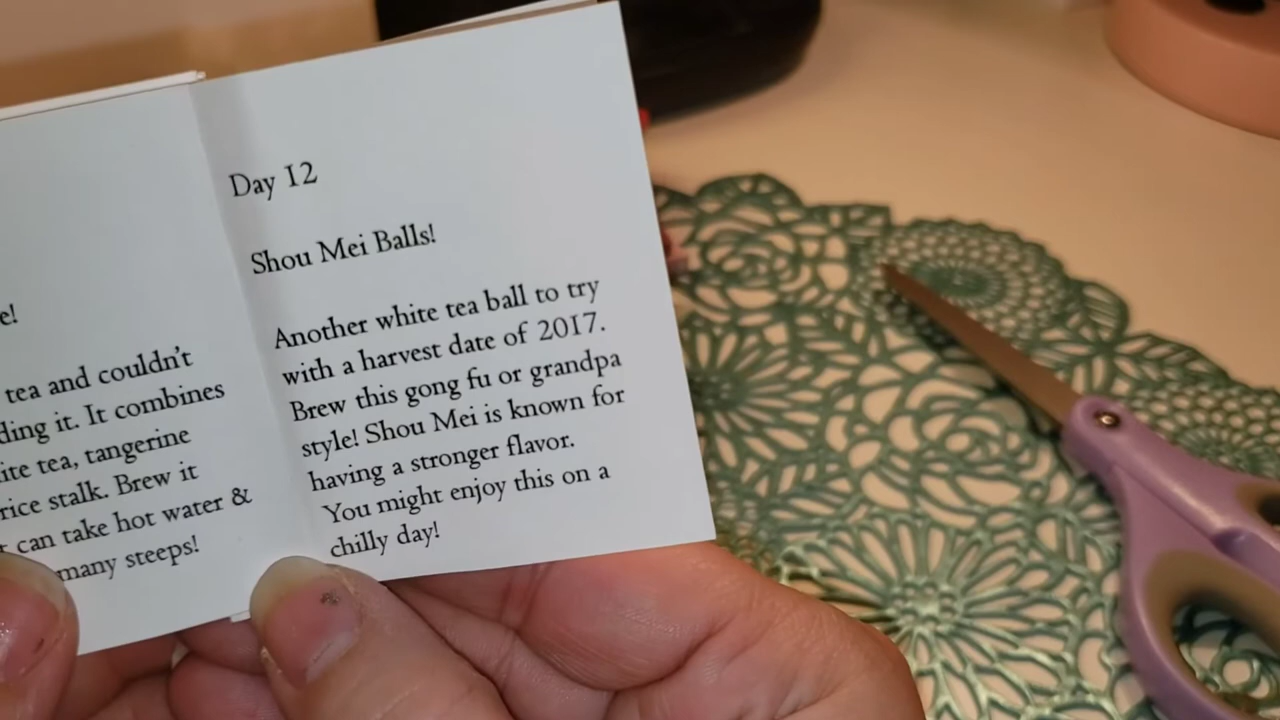 e!
tea and couldn't
ding it. It combines
ite tea, tangerine
rice stalk. Brew it
t can take hot water &
many steeps!
Day 12
Shou Mei Balls!
Another white tea ball to try
with a harvest date of 2017.
Brew this gong fu or grandpa
style! Shou Mei is known for
having a stronger flavor.
You might enjoy this on a
chilly day!